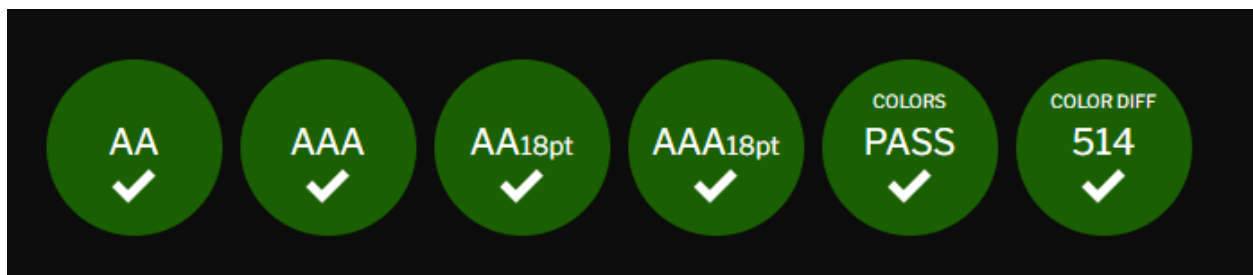 AA
AAA
AA18pt
AAA18pt
COLORS
PASS
COLOR DIFF
514